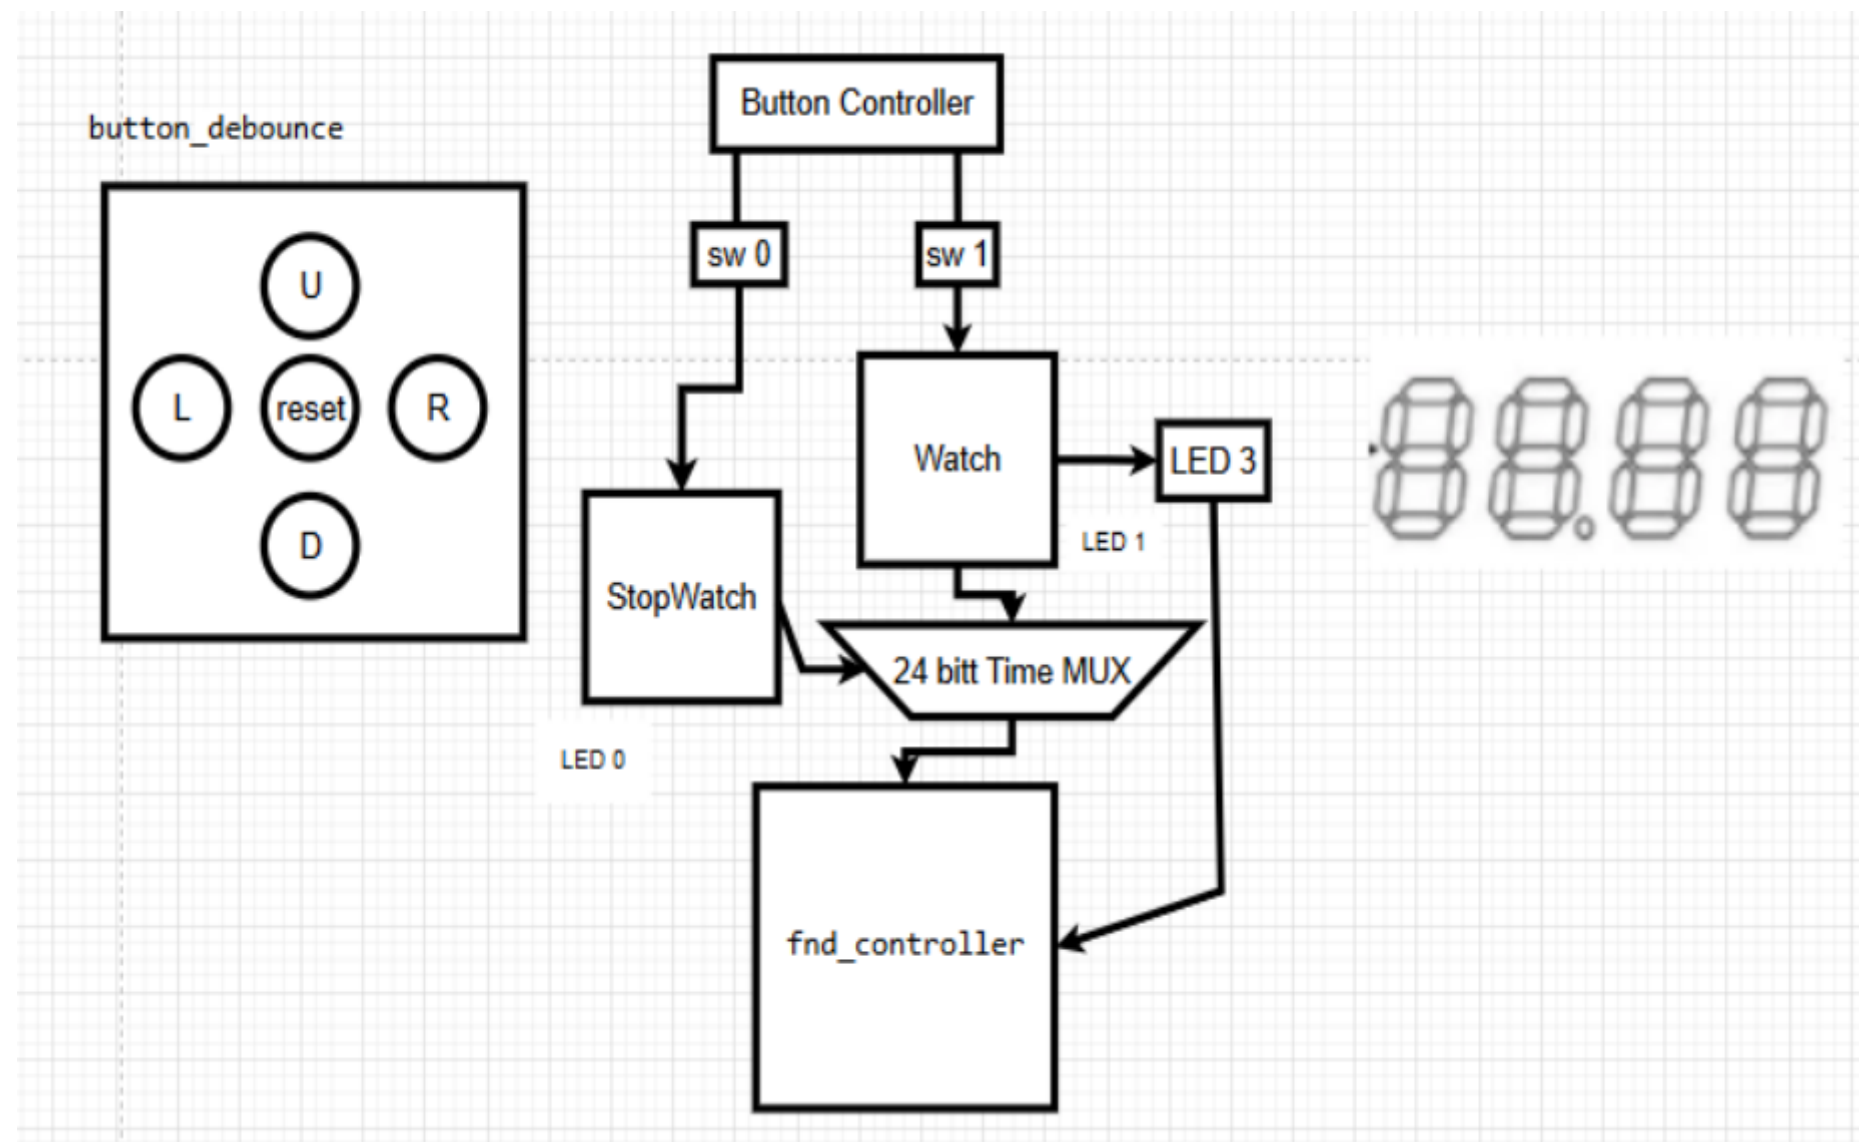 Button Controller
button_debounce
sw 0
sw 1
U
L
reset
R
D
Watch
LED 3
LED 1
StopWatch
24 bitt Time MUX
LED 0
fnd_controller
88.88